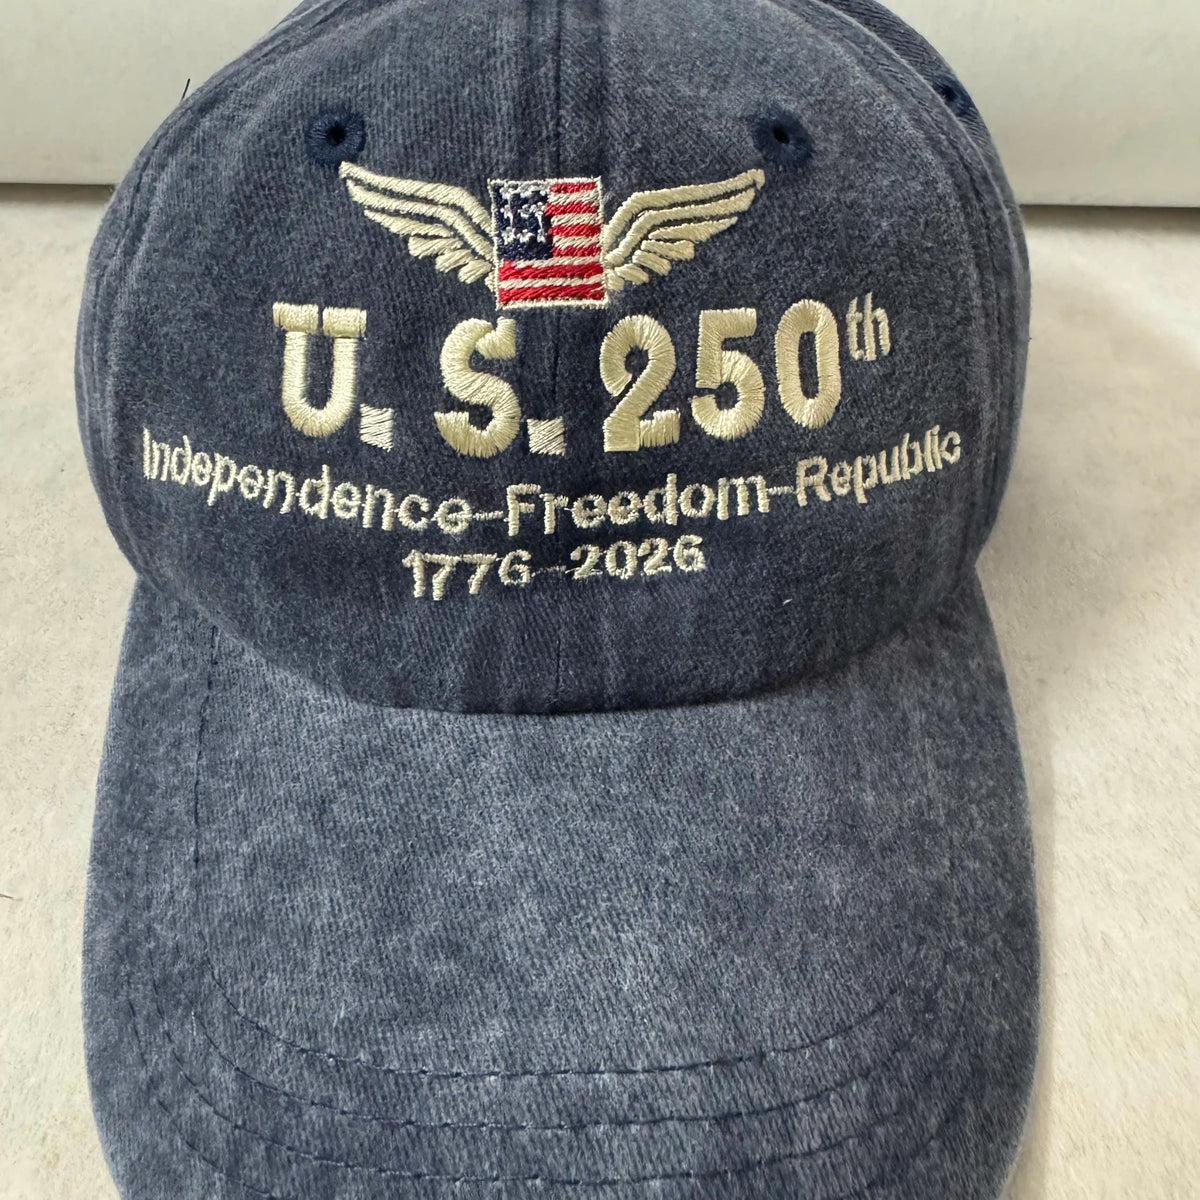 U. S. 250th
Independence-Freedom-Republic
1776-2026